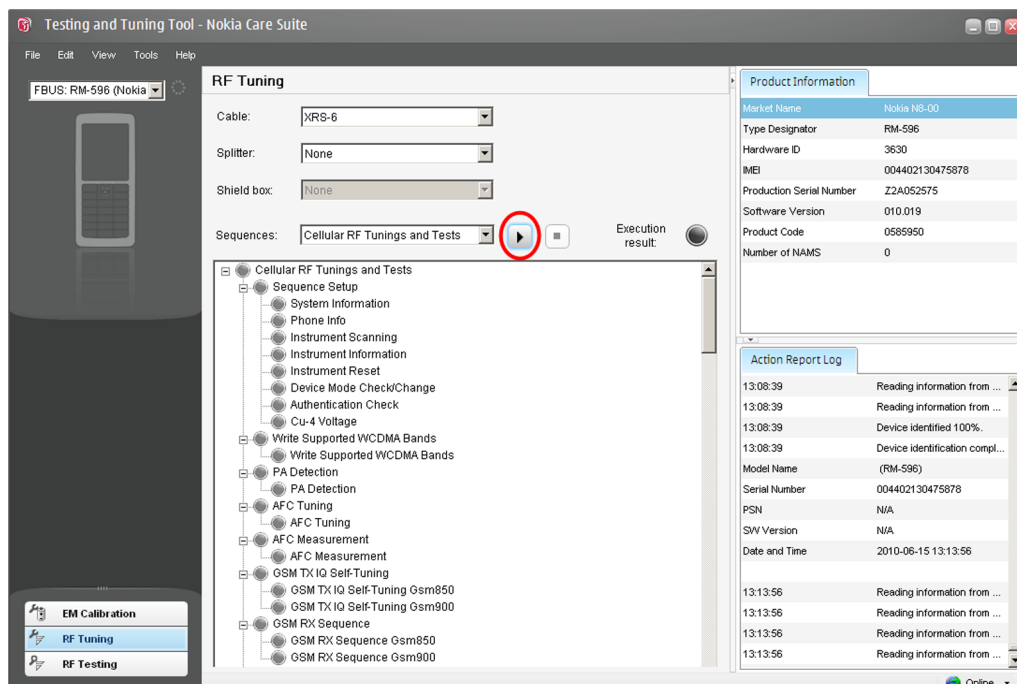 Testing and Tuning Tool - Nokia Care Suite
File Edit View Tools Help
FBUS: RM-596 (Nokia
RF Tuning
Cable: XRS-6
Splitter: None
Shield box: None
Sequences: Cellular RF Tunings and Tests
Execution result:
Cellular RF Tunings and Tests
Sequence Setup
System Information
Phone Info
Instrument Scanning
Instrument Information
Instrument Reset
Device Mode Check/Change
Authentication Check
Cu-4 Voltage
Write Supported WCDMA Bands
Write Supported WCDMA Bands
PA Detection
PA Detection
AFC Tuning
AFC Tuning
AFC Measurement
AFC Measurement
GSM TX IQ Self-Tuning
GSM TX IQ Self-Tuning Gsm850
GSM TX IQ Self-Tuning Gsm900
GSM RX Sequence
GSM RX Sequence Gsm850
GSM RX Sequence Gsm900
EM Calibration
RF Tuning
RF Testing
Product Information
Market Name Nokia N8-00
Type Designator RM-596
Hardware ID 3630
IMEI 004402130475878
Production Serial Number Z2A052575
Software Version 010.019
Product Code 0585950
Number of NAMS 0
Action Report Log
13:08:39 Reading information from ...
13:08:39 Reading information from ...
13:08:39 Device identified 100%.
13:08:39 Device identification compl...
Model Name (RM-596)
Serial Number 004402130475878
PSN N/A
SW Version N/A
Date and Time 2010-06-15 13:13:56
13:13:56 Reading information from ...
13:13:56 Reading information from ...
13:13:56 Reading information from ...
13:13:56 Reading information from ...
Online